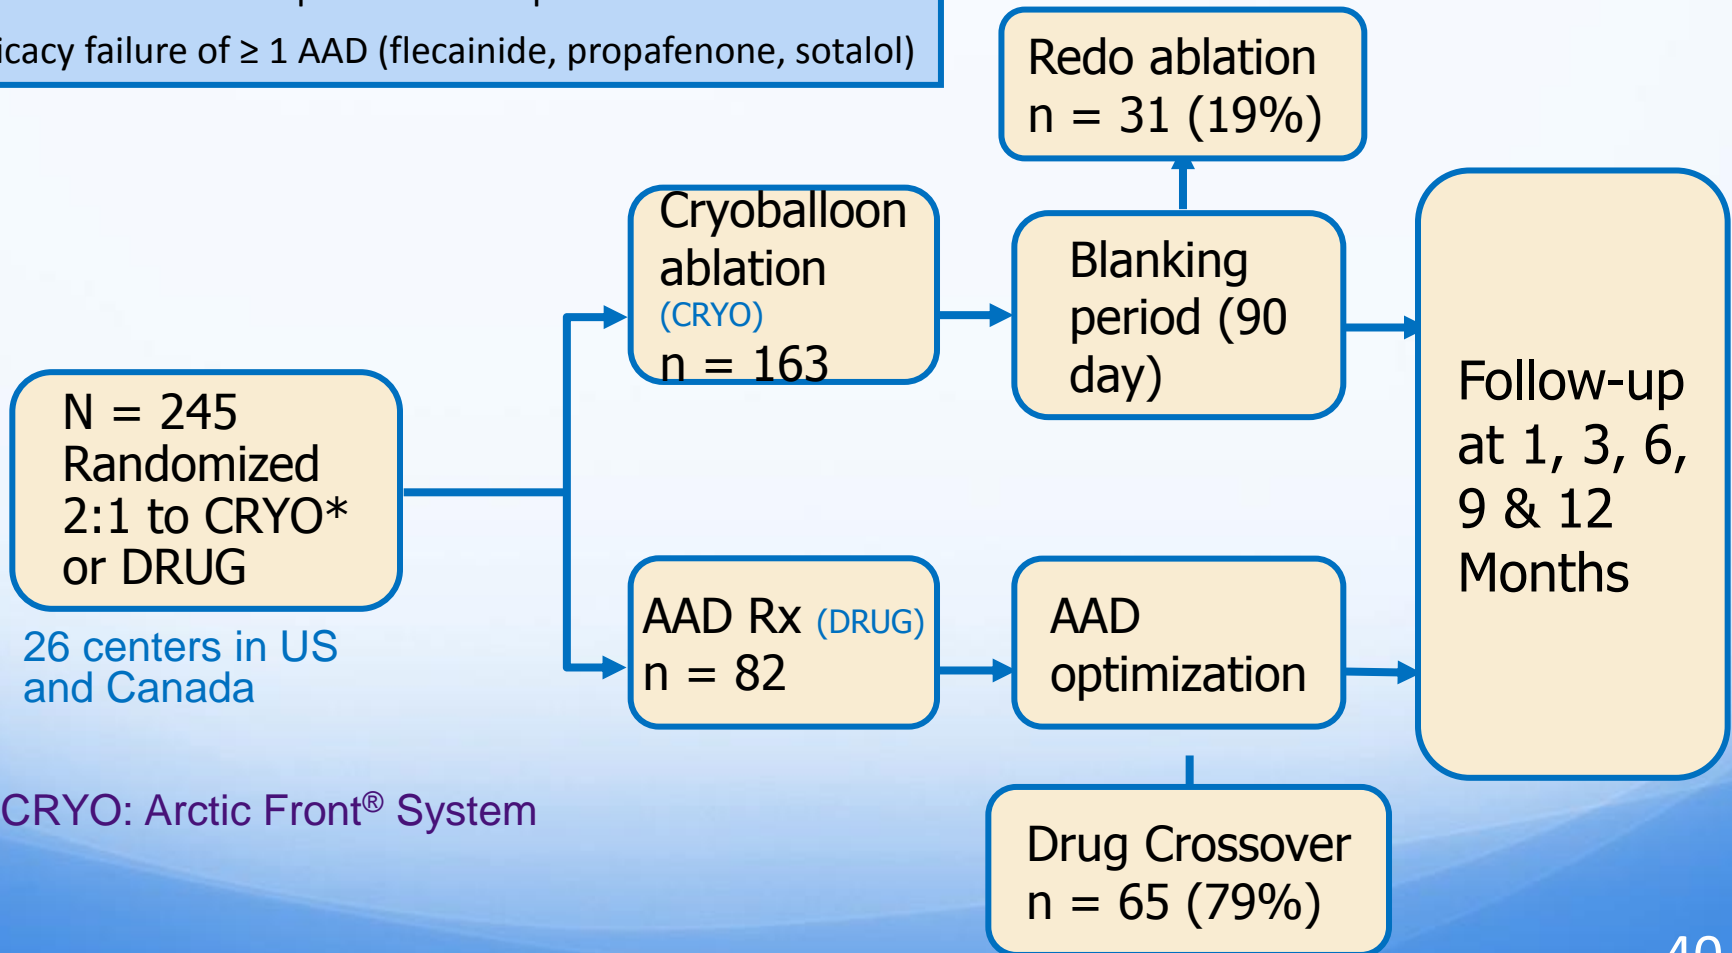 efficacy failure of ≥ 1 AAD (flecainide, propafenone, sotalol)
Redo ablation
n = 31 (19%)
Cryoballoon
ablation
(CRYO)
n = 163
Blanking
period (90
day)
N = 245
Randomized
2:1 to CRYO*
or DRUG
26 centers in US
and Canada
AAD Rx (DRUG)
n = 82
AAD
optimization
Follow-up
at 1, 3, 6,
9 & 12
Months
CRYO: Arctic Front® System
Drug Crossover
n = 65 (79%)